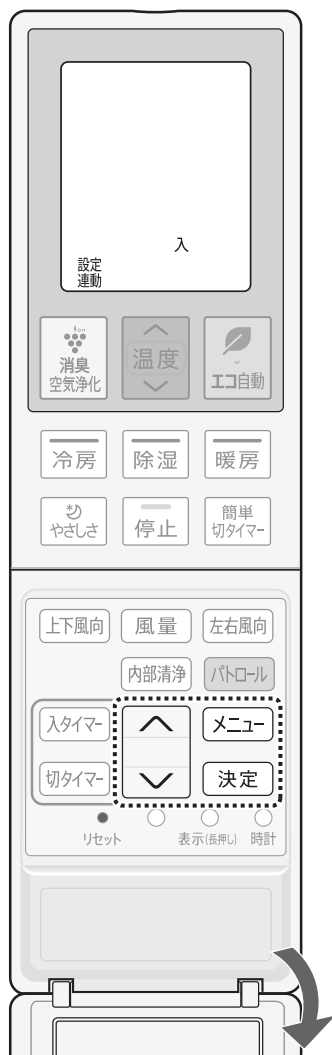 入
設定
連動
Ion
消臭
空気浄化
温度
エコ自動
冷房
除湿
暖房
やさしさ
停止
簡単
切タイマー
上下風向
風量
左右風向
内部清浄
パトロール
入タイマー
メニュー
切タイマー
決定
リセット
表示(長押し)
時計